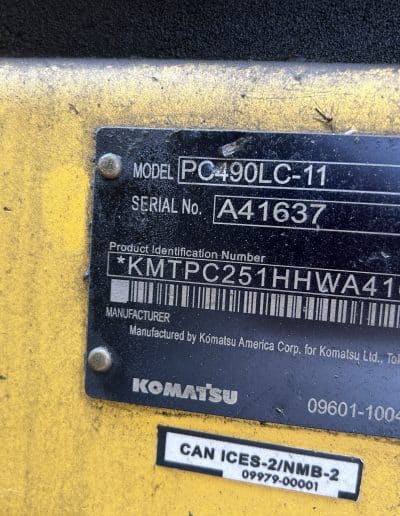 MODEL PC490LC-11
SERIAL No. A41637
Product Identification Number
*KMTPC251HHWA41
MANUFACTURER
Manufactured by Komatsu America Corp. for Komatsu Ltd., To
KOMATSU 09601-1004
CAN ICES-2/NMB-2
09979-00001